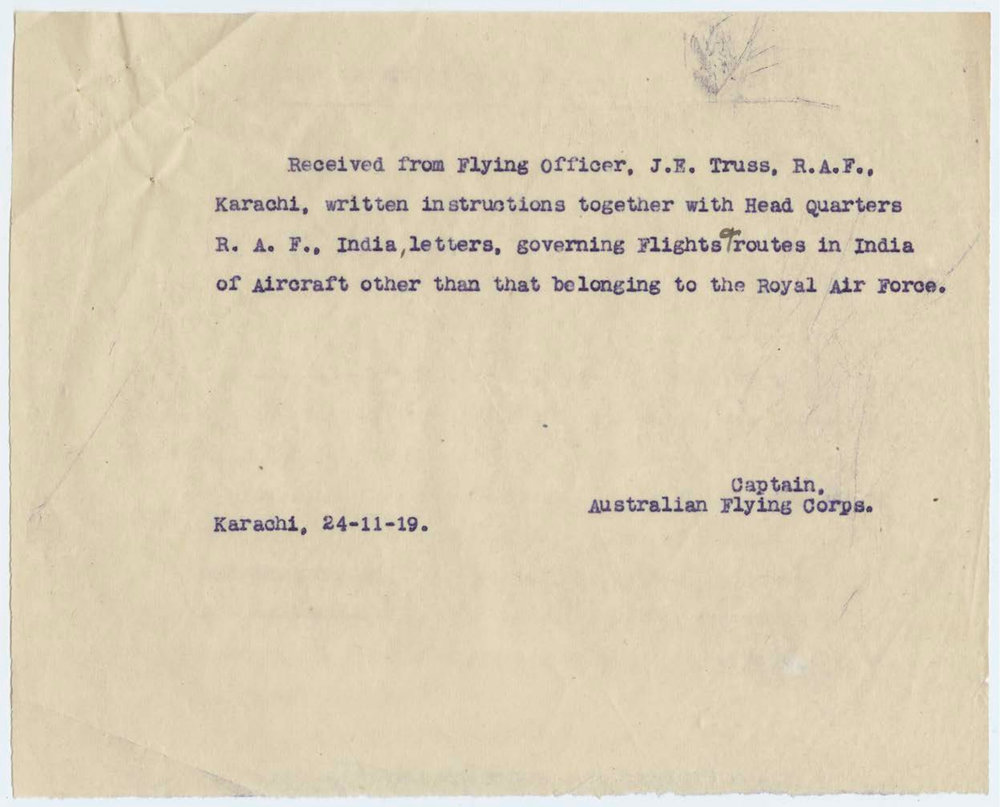 Received from Flying Officer, J.E. Truss, R.A.F.,
Karachi, written instructions together with Head Quarters
R. A. F., India, letters, governing Flights or routes in India
of Aircraft other than that belonging to the Royal Air Force.
Captain,
Australian Flying Corps.
Karachi, 24-11-19.